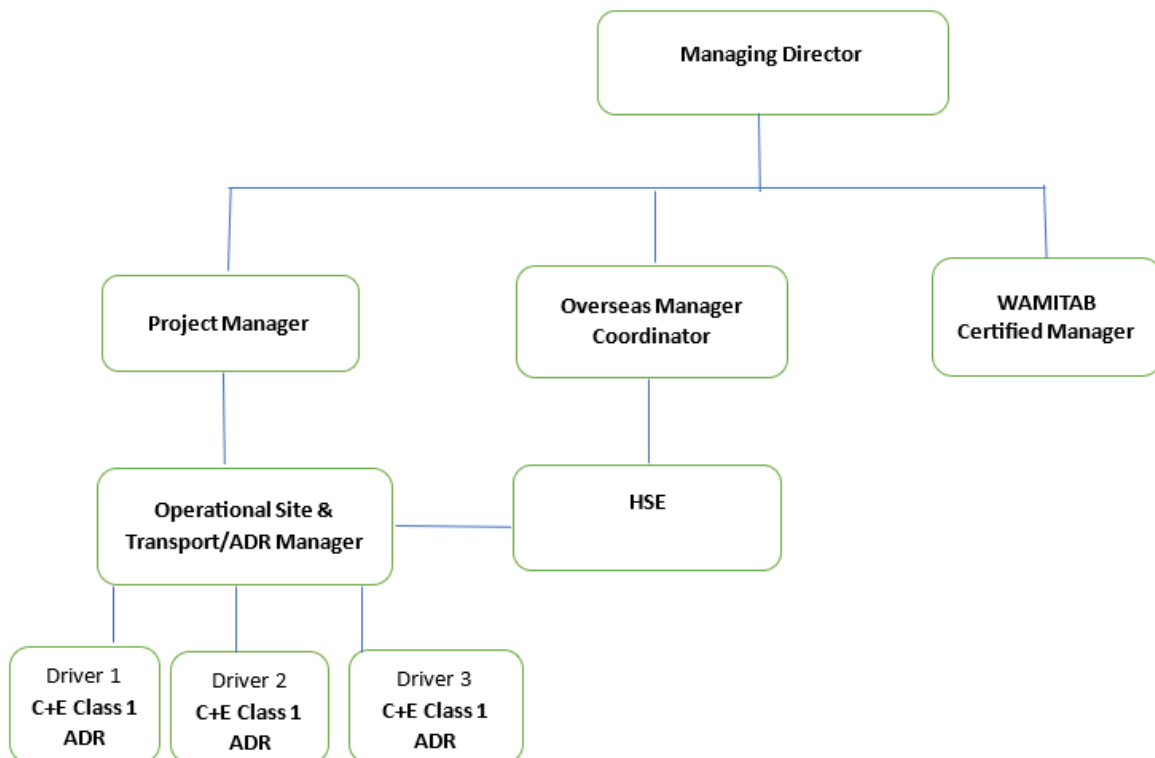 Managing Director
Project Manager
Overseas Manager
Coordinator
WAMITAB
Certified Manager
Operational Site &
Transport/ADR Manager
HSE
Driver 1
C+E Class 1
ADR
Driver 2
C+E Class 1
ADR
Driver 3
C+E Class 1
ADR